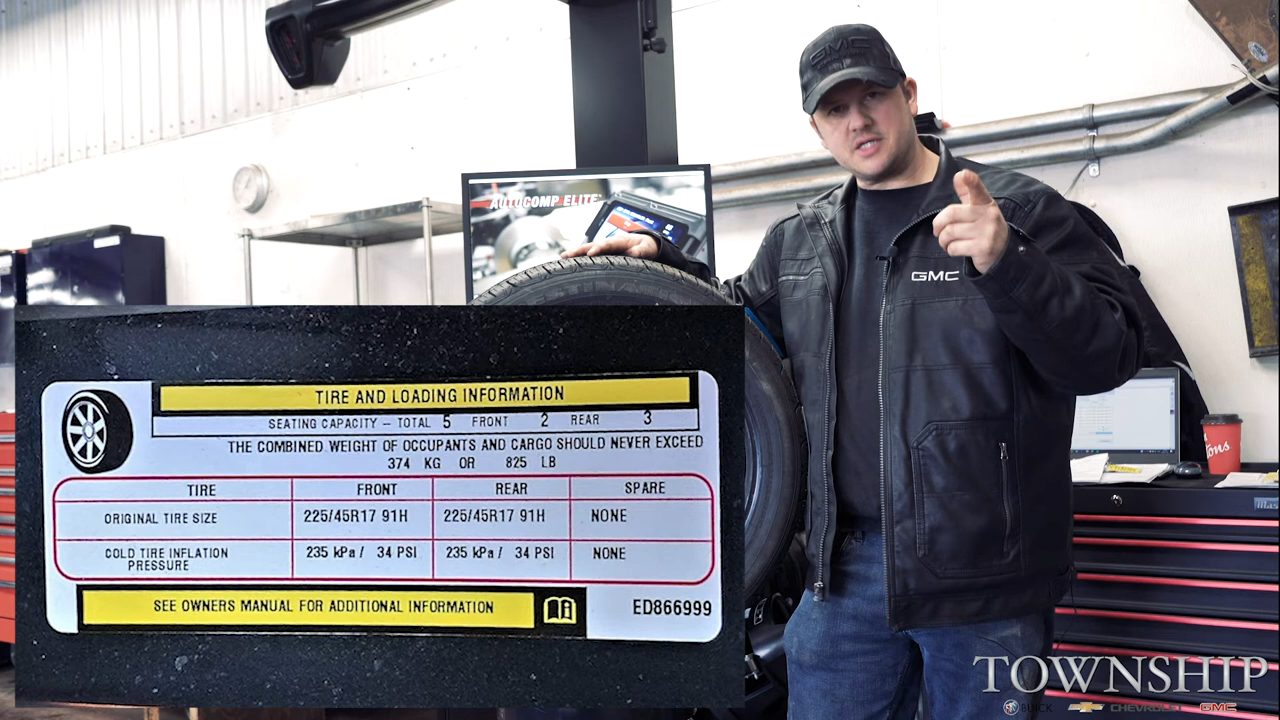 GMC
AUTOCOMP ELITE
GMC
TIRE AND LOADING INFORMATION
SEATING CAPACITY – TOTAL 5 FRONT 2 REAR 3
THE COMBINED WEIGHT OF OCCUPANTS AND CARGO SHOULD NEVER EXCEED
374 KG OR 825 LB
TIRE FRONT REAR SPARE
ORIGINAL TIRE SIZE 225/45R17 91H 225/45R17 91H NONE
COLD TIRE INFLATION PRESSURE 235 kPa / 34 PSI 235 kPa / 34 PSI NONE
SEE OWNERS MANUAL FOR ADDITIONAL INFORMATION ED866999
TOWNSHIP
BUICK CHEVROLET GMC